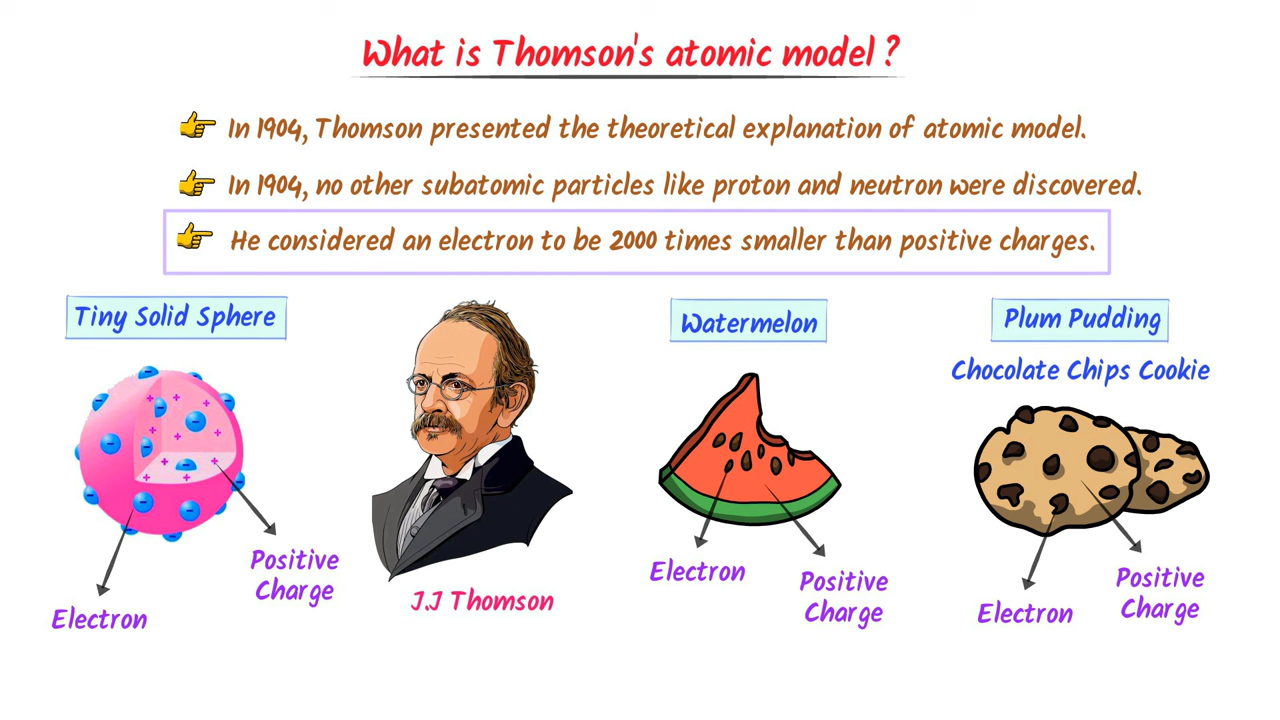 What is Thomson's atomic model ?
In 1904, Thomson presented the theoretical explanation of atomic model.
In 1904, no other subatomic particles like proton and neutron were discovered.
He considered an electron to be 2000 times smaller than positive charges.
Tiny Solid Sphere
Electron
Positive
Charge
J.J Thomson
Watermelon
Electron
Positive
Charge
Plum Pudding
Chocolate Chips Cookie
Electron
Positive
Charge